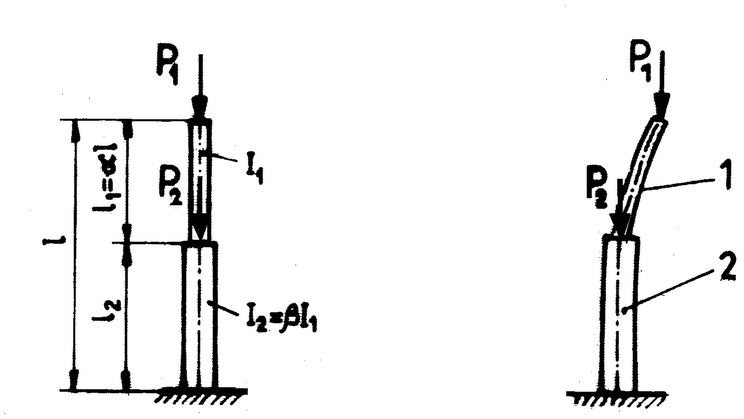 P₁
l
l₁=αl
P₂
I₁
l₂
I₂=βI₁
P₁
P₂
1
2